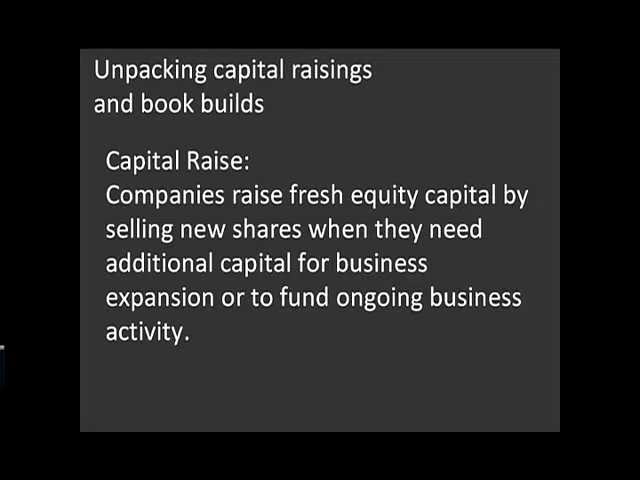 Unpacking capital raisings
and book builds
Capital Raise:
Companies raise fresh equity capital by
selling new shares when they need
additional capital for business
expansion or to fund ongoing business
activity.